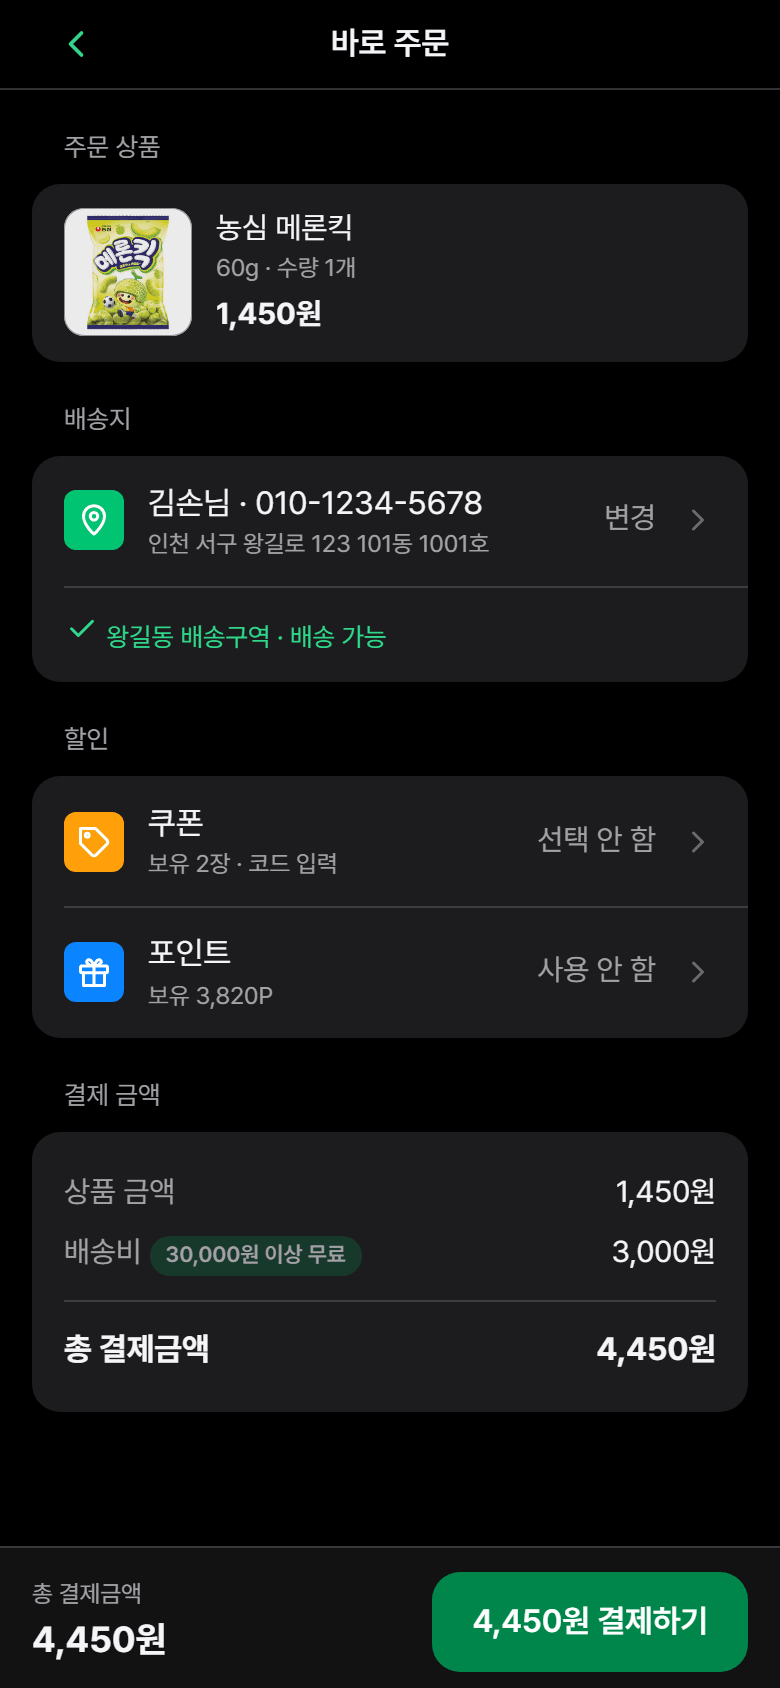 바로 주문
주문 상품
농심
메론킥
농심 메론킥
60g · 수량 1개
1,450원
배송지
김손님 · 010-1234-5678
인천 서구 왕길로 123 101동 1001호
변경
왕길동 배송구역 · 배송 가능
할인
쿠폰
보유 2장 · 코드 입력
선택 안 함
포인트
보유 3,820P
사용 안 함
결제 금액
상품 금액 1,450원
배송비 30,000원 이상 무료 3,000원
총 결제금액 4,450원
총 결제금액
4,450원
4,450원 결제하기